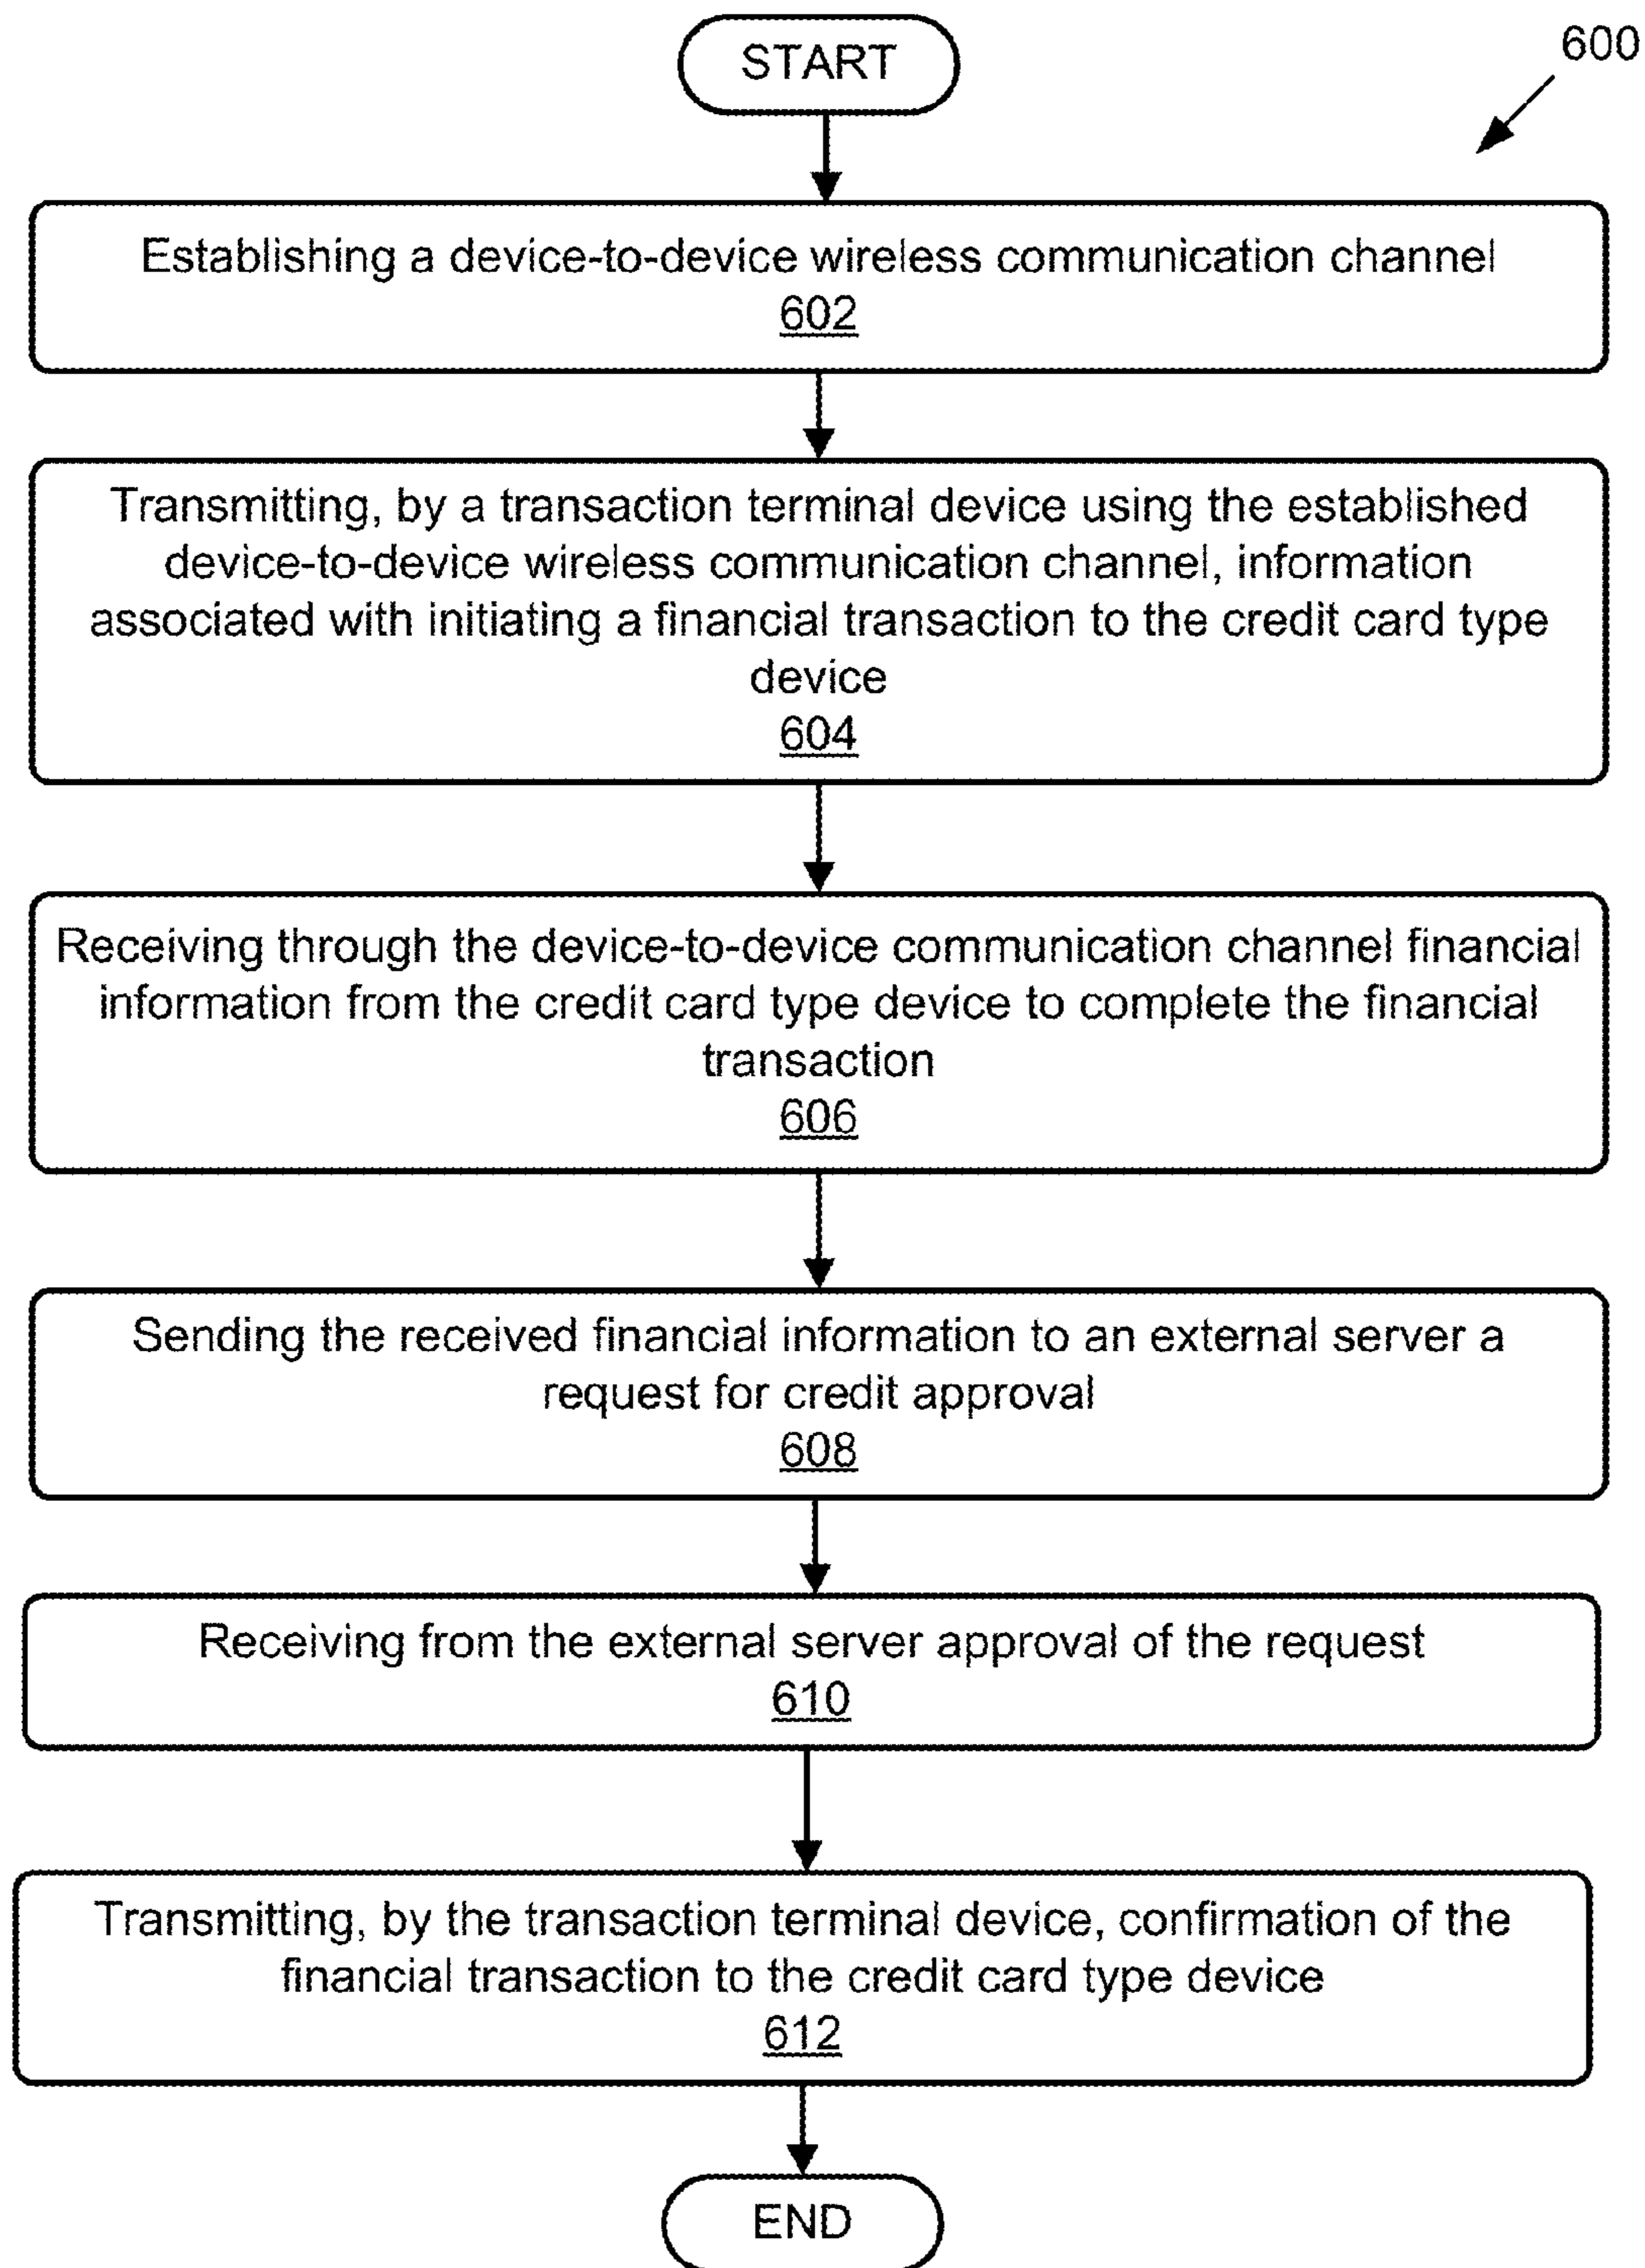 START
600
Establishing a device-to-device wireless communication channel
602
Transmitting, by a transaction terminal device using the established
device-to-device wireless communication channel, information
associated with initiating a financial transaction to the credit card type
device
604
Receiving through the device-to-device communication channel financial
information from the credit card type device to complete the financial
transaction
606
Sending the received financial information to an external server a
request for credit approval
608
Receiving from the external server approval of the request
610
Transmitting, by the transaction terminal device, confirmation of the
financial transaction to the credit card type device
612
END